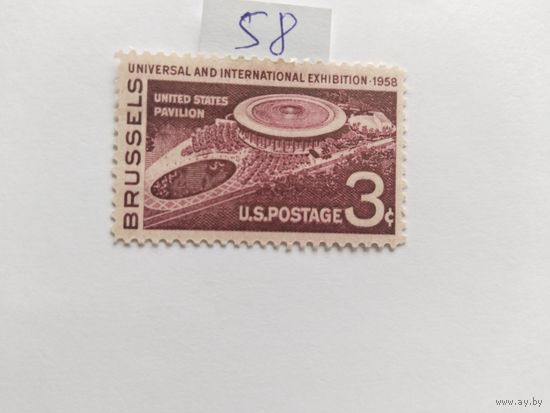 58
UNIVERSAL AND INTERNATIONAL EXHIBITION · 1958
BRUSSELS
UNITED STATES
PAVILION
U.S. POSTAGE 3¢
www.ay.by